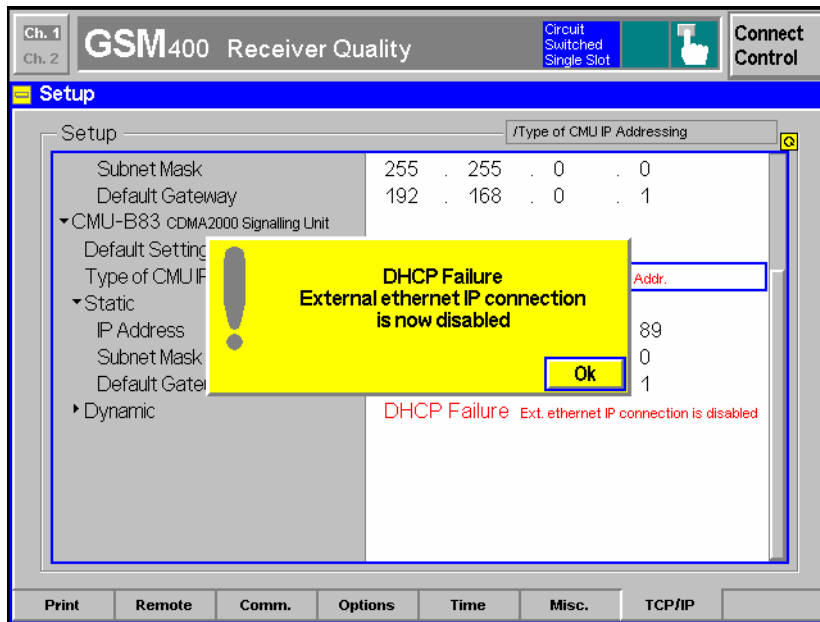 Ch. 1
Ch. 2
GSM400 Receiver Quality
Circuit
Switched
Single Slot
Connect
Control
Setup
Setup
/Type of CMU IP Addressing
Subnet Mask 255 . 255 . 0 . 0
Default Gateway 192 . 168 . 0 . 1
CMU-B83 CDMA2000 Signalling Unit
Default Setting
Type of CMU IP Addr.
Static
IP Address 89
Subnet Mask 0
Default Gate 1
Dynamic DHCP Failure Ext. ethernet IP connection is disabled
DHCP Failure
External ethernet IP connection
is now disabled
Ok
Print Remote Comm. Options Time Misc. TCP/IP